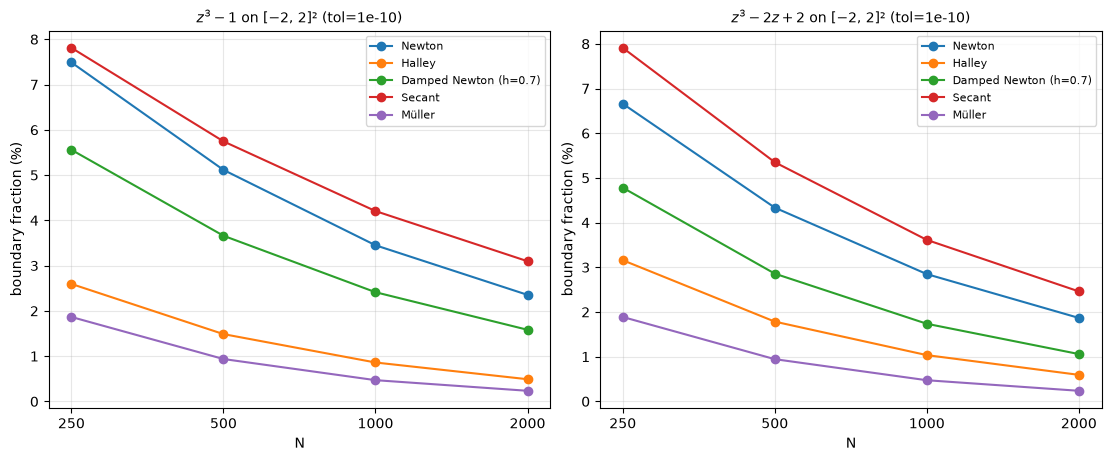 z³ − 1 on [−2, 2]² (tol=1e-10)
boundary fraction (%)
8
7
6
5
4
3
2
1
0
250
500
1000
2000
N
Newton
Halley
Damped Newton (h=0.7)
Secant
Müller
z³ − 2z + 2 on [−2, 2]² (tol=1e-10)
boundary fraction (%)
8
7
6
5
4
3
2
1
0
250
500
1000
2000
N
Newton
Halley
Damped Newton (h=0.7)
Secant
Müller